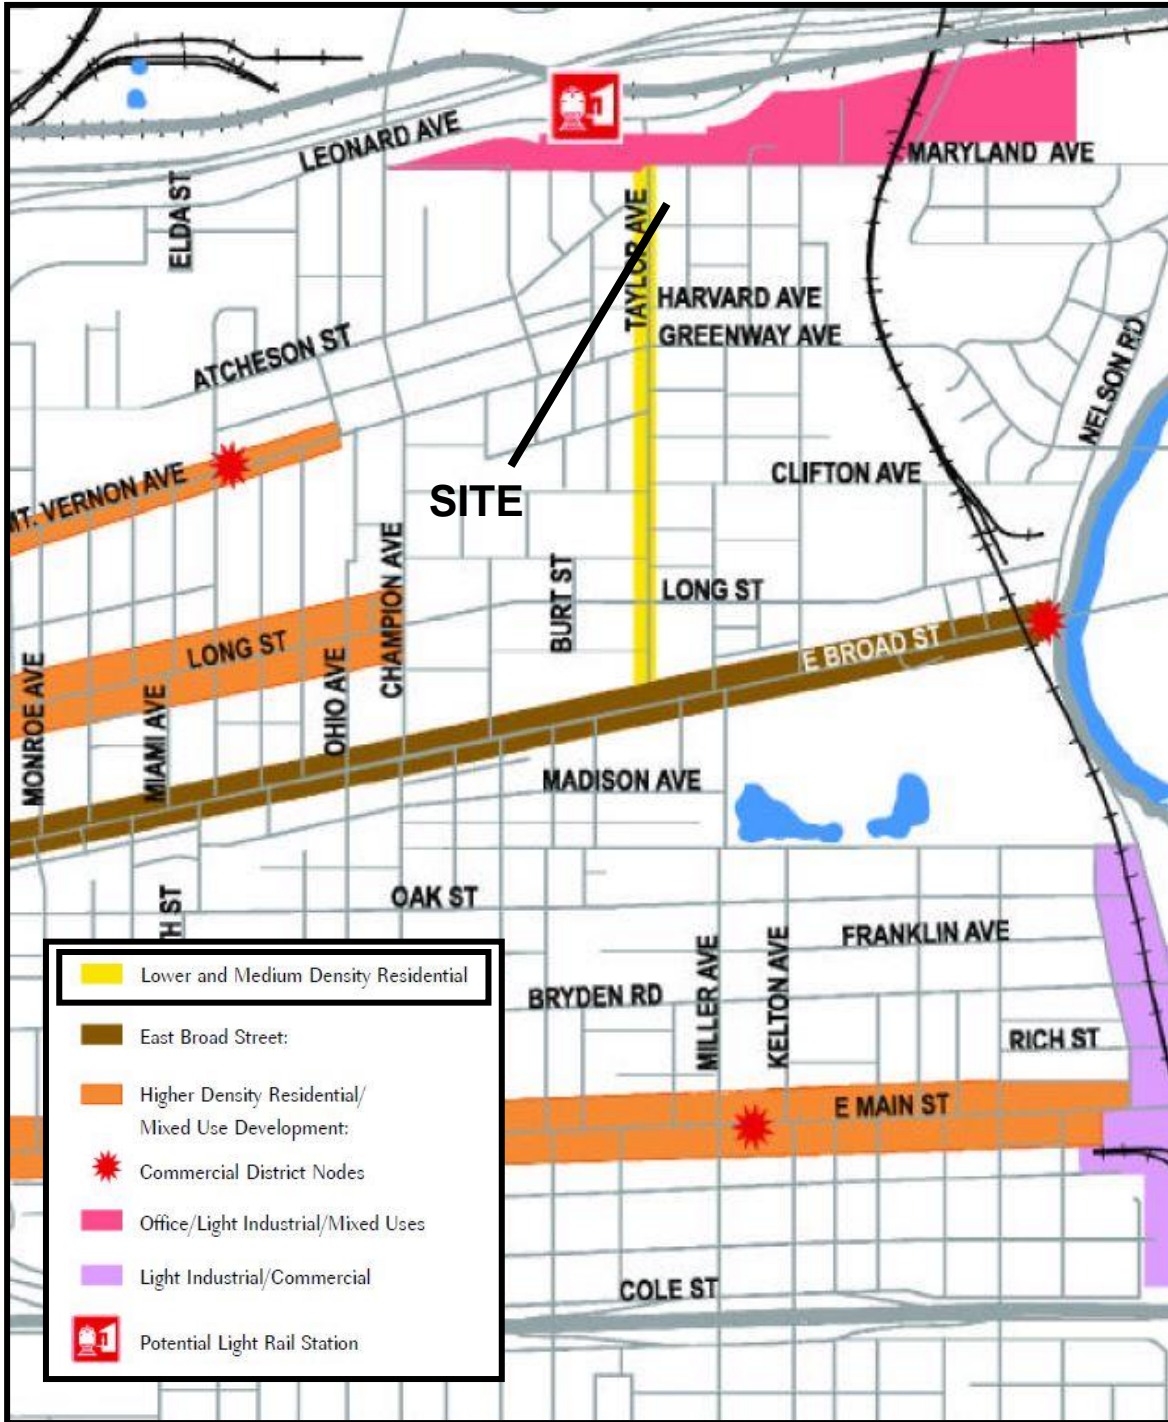 LEONARD AVE
MARYLAND AVE
ELDA ST
TAYLOR AVE
HARVARD AVE
GREENWAY AVE
ATCHESON ST
NELSON RD
MT. VERNON AVE
CLIFTON AVE
SITE
CHAMPION AVE
BURT ST
LONG ST
LONG ST
E BROAD ST
MONROE AVE
MIAMI AVE
OHIO AVE
MADISON AVE
OAK ST
TH ST
FRANKLIN AVE
MILLER AVE
KELTON AVE
BRYDEN RD
RICH ST
E MAIN ST
COLE ST
Lower and Medium Density Residential
East Broad Street:
Higher Density Residential/
Mixed Use Development:
Commercial District Nodes
Office/Light Industrial/Mixed Uses
Light Industrial/Commercial
Potential Light Rail Station